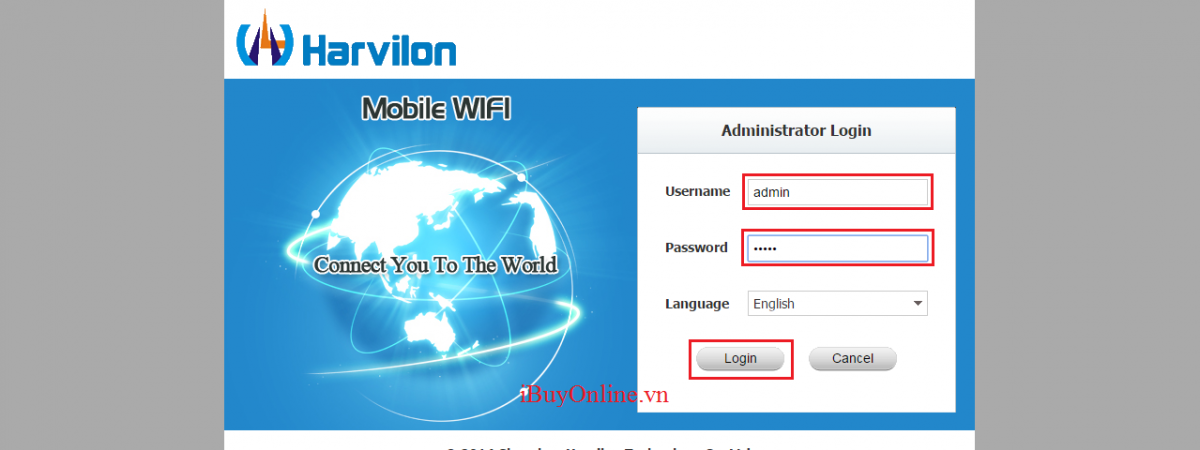 Harvilon
Mobile WIFI
Administrator Login
Username admin
Password •••••
Connect You To The World
Language English
Login Cancel
iBuyOnline.vn